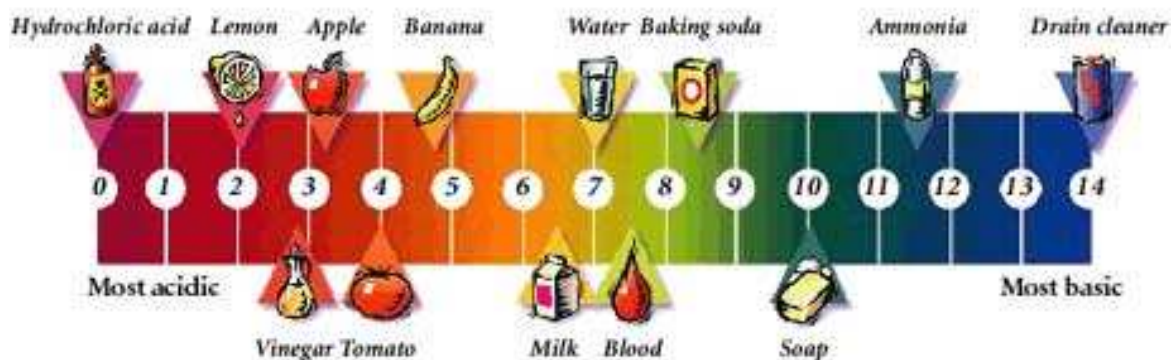 Hydrochloric acid Lemon Apple Banana Water Baking soda Ammonia Drain cleaner
0 1 2 3 4 5 6 7 8 9 10 11 12 13 14
Most acidic Most basic
Vinegar Tomato Milk Blood Soap